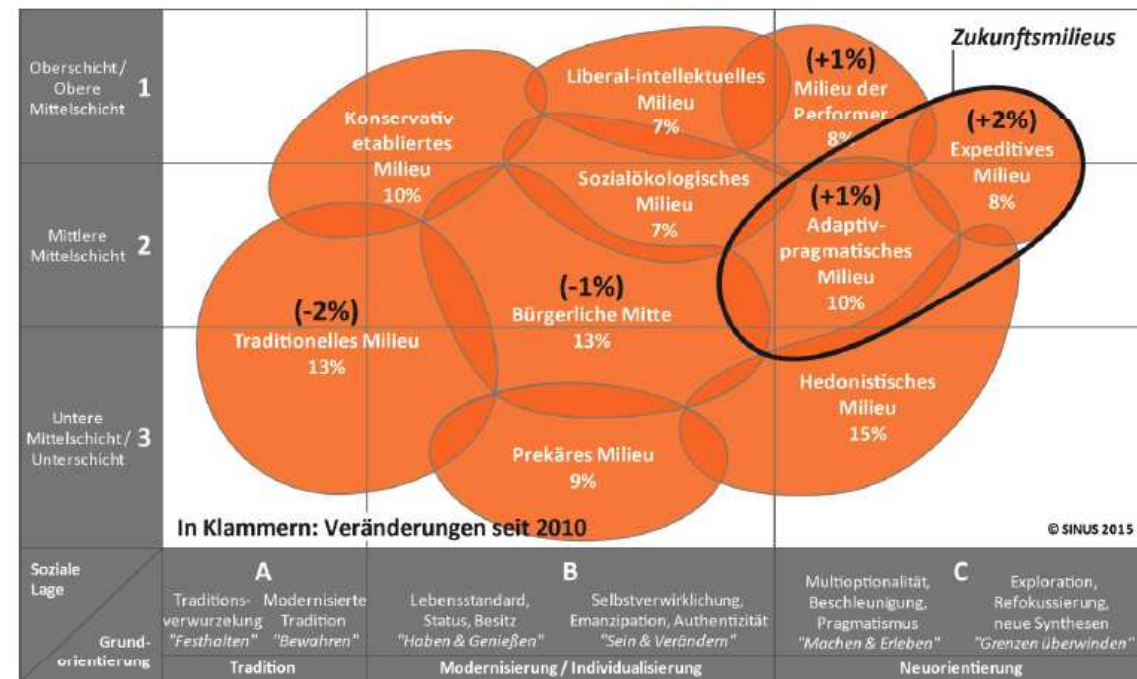 Zukunftsmilieus
Oberschicht/
Obere
Mittelschicht
1
Mittlere
Mittelschicht
2
Untere
Mittelschicht /
Unterschicht
3
Konservativ-
etabliertes
Milieu
10%
Liberal-intellektuelles
Milieu
7%
(+1%)
Milieu der
Performer
8%
(+2%)
Expeditives
Milieu
8%
Sozialökologisches
Milieu
7%
(+1%)
Adaptiv-
pragmatisches
Milieu
10%
(-2%)
Traditionelles Milieu
13%
(-1%)
Bürgerliche Mitte
13%
Hedonistisches
Milieu
15%
Prekäres Milieu
9%
In Klammern: Veränderungen seit 2010
© SINUS 2015
Soziale
Lage
Grund-
orientierung
A
Traditions-
verwurzelung
"Festhalten"
Modernisierte
Tradition
"Bewahren"
Tradition
B
Lebensstandard,
Status, Besitz
"Haben & Genießen"
Selbstverwirklichung,
Emanzipation, Authentizität
"Sein & Verändern"
Modernisierung / Individualisierung
C
Multioptionalität,
Beschleunigung,
Pragmatismus
"Machen & Erleben"
Exploration,
Refokussierung,
neue Synthesen
"Grenzen überwinden"
Neuorientierung